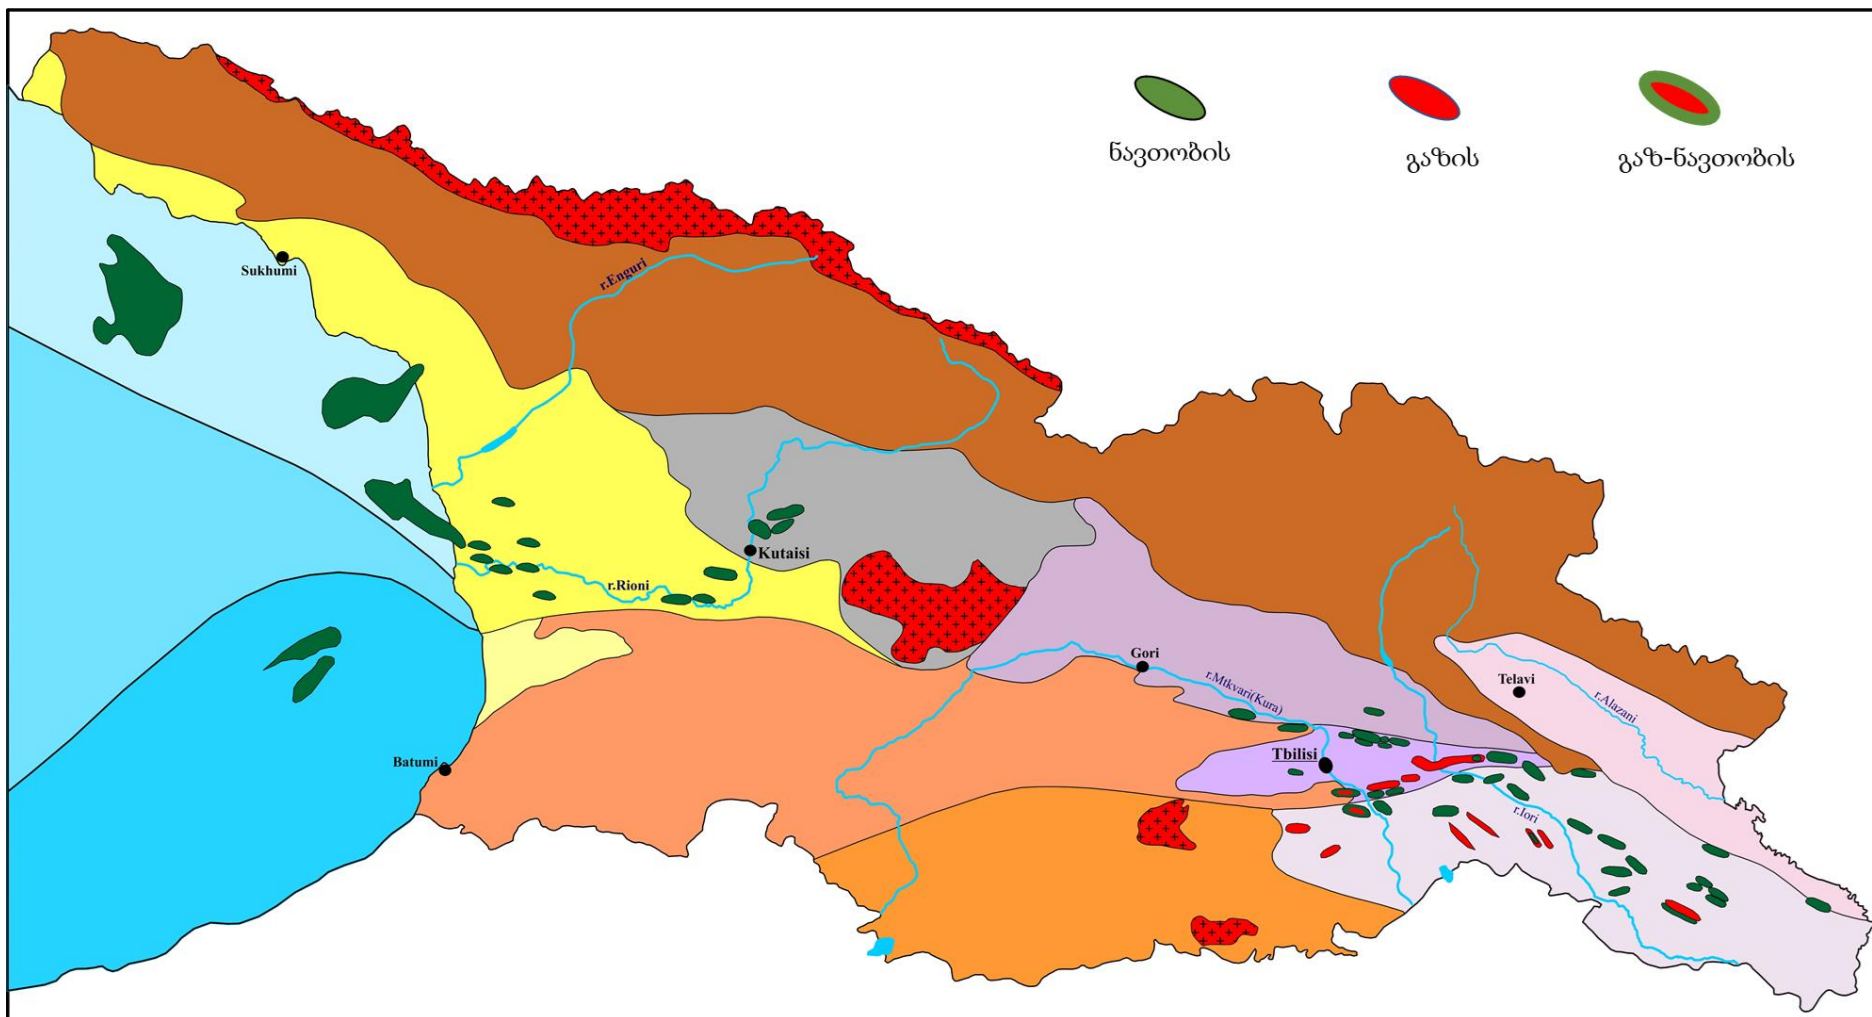 ნავთობის
გაზის
გაზ-ნავთობის
Sukhumi
r.Enguri
Kutaisi
r.Rioni
Gori
r.Mtkvari(Kura)
Telavi
r.Alazani
Tbilisi
Batumi
r.Iori